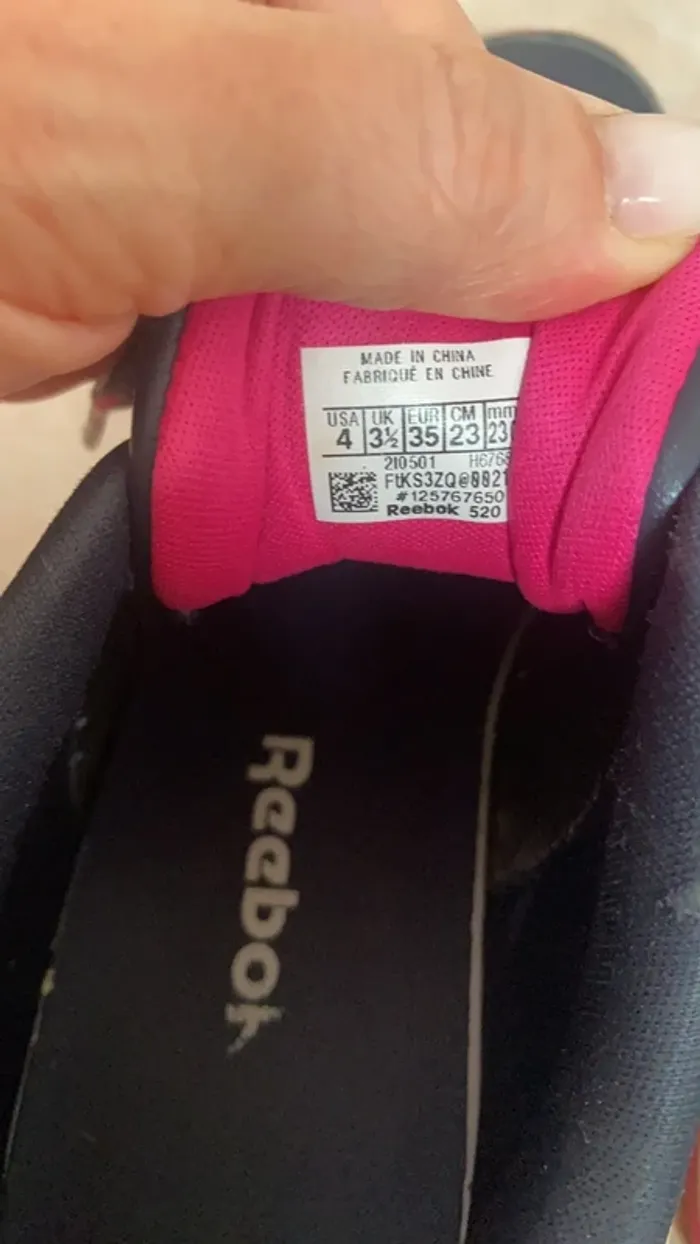 MADE IN CHINA
FABRIQUÉ EN CHINE
USA UK EUR CM mm
4 3½ 35 23
210501
#125767650
Reebok 520
Reebok